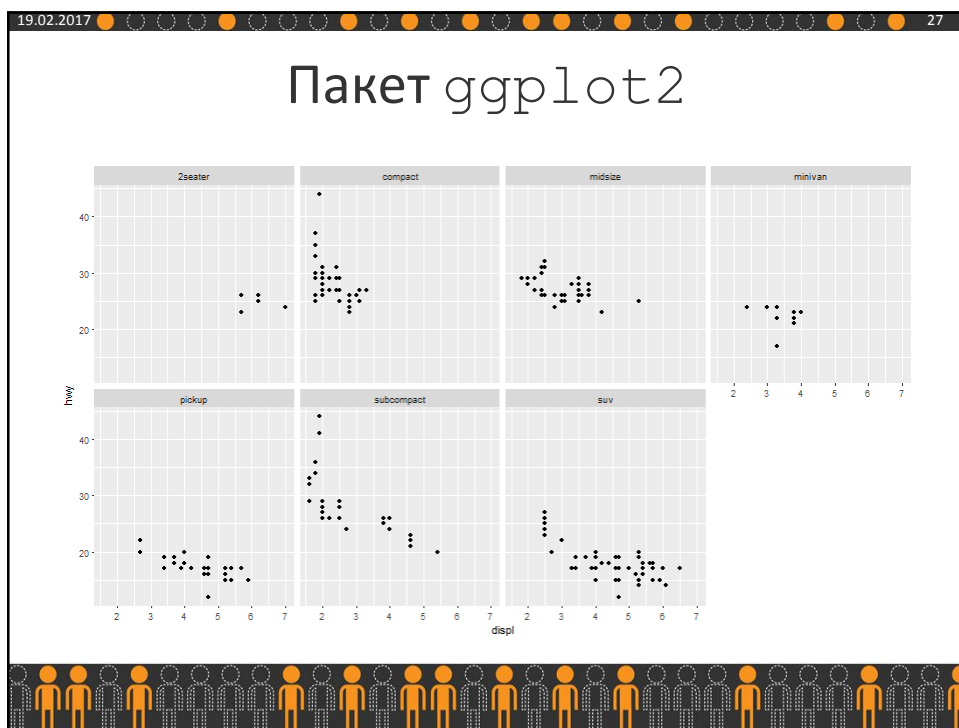 19.02.2017
27
Пакет ggplot2
2seater compact midsize minivan
40
30
20
2 3 4 5 6 7
hwy
pickup subcompact suv
40
30
20
2 3 4 5 6 7 2 3 4 5 6 7 2 3 4 5 6 7
displ